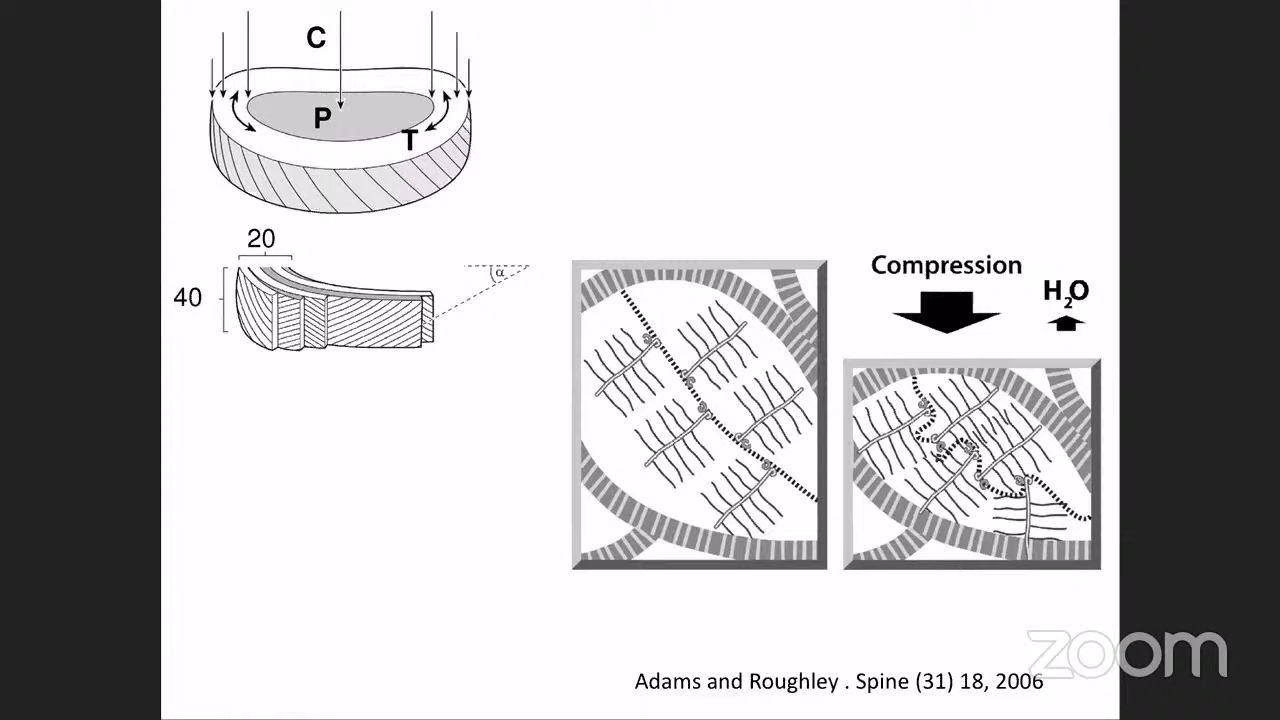 C
P
T
20
40
α
Compression
H2O
Adams and Roughley . Spine (31) 18, 2006
zoom